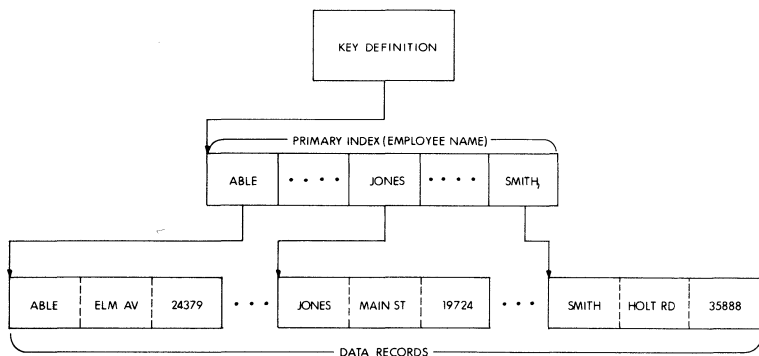 KEY DEFINITION
PRIMARY INDEX (EMPLOYEE NAME)
ABLE • • • • JONES • • • • SMITH
ABLE ELM AV 24379 • • • JONES MAIN ST 19724 • • • SMITH HOLT RD 35888
DATA RECORDS